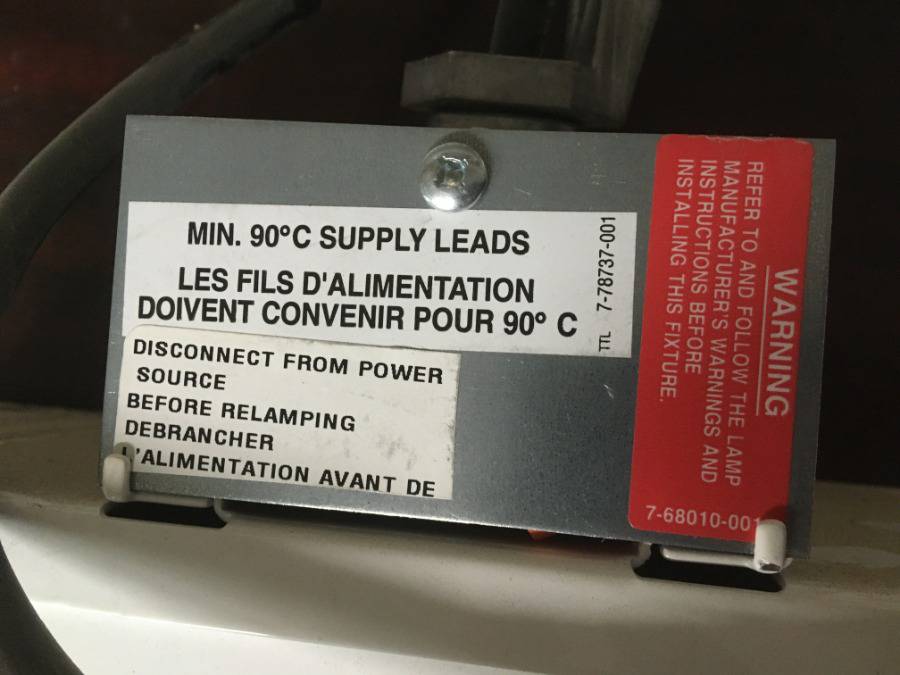 MIN. 90°C SUPPLY LEADS
LES FILS D'ALIMENTATION
DOIVENT CONVENIR POUR 90° C
TTL 7-78737-001
DISCONNECT FROM POWER
SOURCE
BEFORE RELAMPING
DEBRANCHER
L'ALIMENTATION AVANT DE
WARNING
REFER TO AND FOLLOW THE LAMP
MANUFACTURER'S WARNINGS AND
INSTRUCTIONS BEFORE
INSTALLING THIS FIXTURE.
7-68010-001